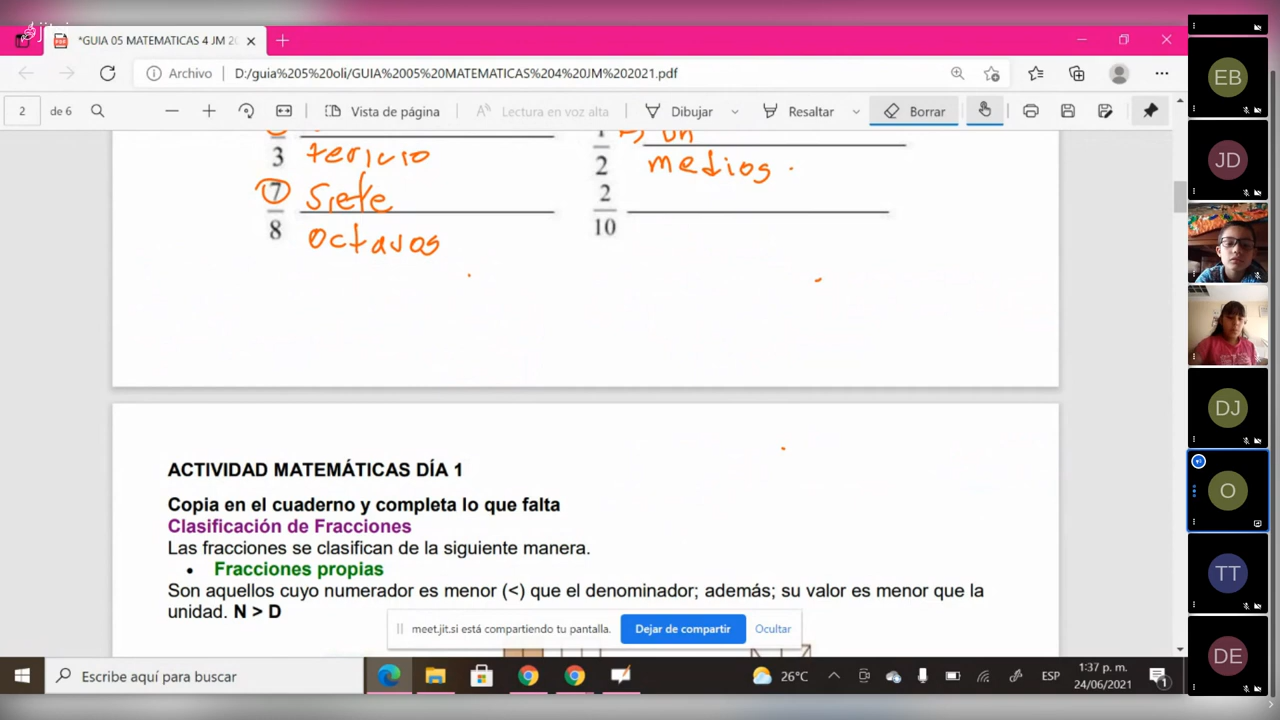 jitsi
*GUIA 05 MATEMATICAS 4 JM 20
Archivo D:/guia%205%20oli/GUIA%2005%20MATEMATICAS%204%20JM%202021.pdf
2 de 6 Vista de página Lectura en voz alta Dibujar Resaltar Borrar
3 tericio
1
2 un
medios .
7
8 Siete
octavos
2
10
ACTIVIDAD MATEMÁTICAS DÍA 1
Copia en el cuaderno y completa lo que falta
Clasificación de Fracciones
Las fracciones se clasifican de la siguiente manera.
• Fracciones propias
Son aquellos cuyo numerador es menor (<) que el denominador; además; su valor es menor que la
unidad. N > D
meet.jit.si está compartiendo tu pantalla. Dejar de compartir Ocultar
Escribe aquí para buscar
26°C
ESP
1:37 p. m.
24/06/2021
1
EB
JD
DJ
O
TT
DE